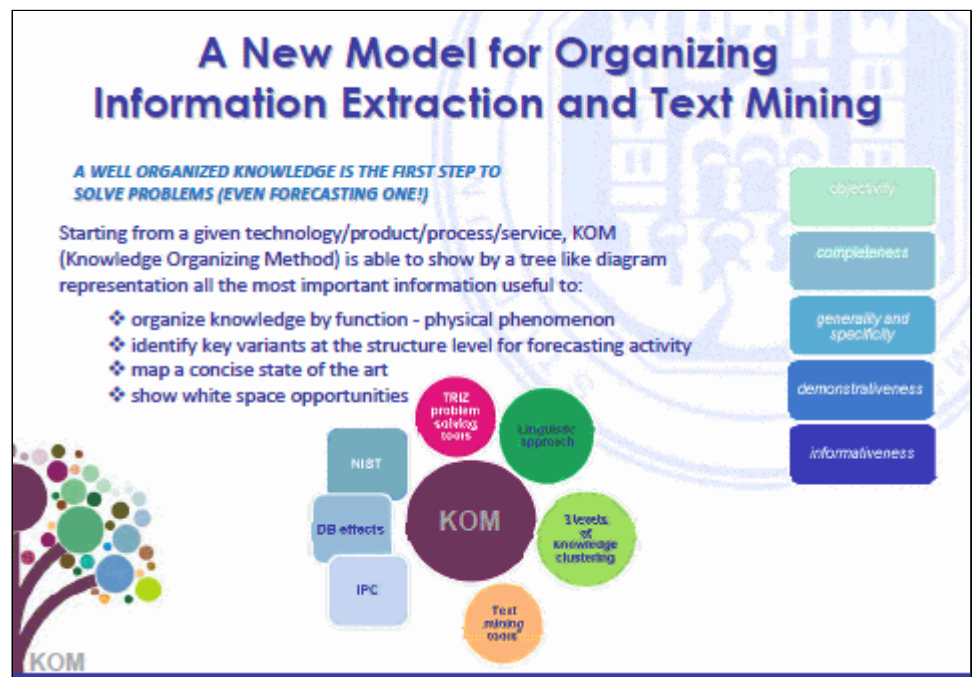 A New Model for Organizing
Information Extraction and Text Mining
A WELL ORGANIZED KNOWLEDGE IS THE FIRST STEP TO
SOLVE PROBLEMS (EVEN FORECASTING ONE!)
Starting from a given technology/product/process/service, KOM
(Knowledge Organizing Method) is able to show by a tree like diagram
representation all the most important information useful to:
❖ organize knowledge by function - physical phenomenon
❖ identify key variants at the structure level for forecasting activity
❖ map a concise state of the art
❖ show white space opportunities
objectivity
completeness
generality and
specificity
demonstrativeness
informativeness
TRIZ
problem
solving
tools
Linguistic
approach
NIST
DB effects
IPC
KOM
3 levels
of
knowledge
clustering
Text
mining
tools
KOM